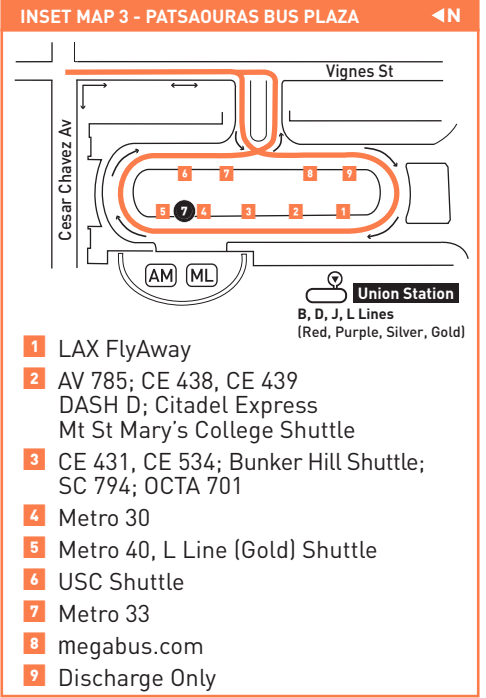 INSET MAP 3 - PATSAOURAS BUS PLAZA
N
Vignes St
Cesar Chavez Av
6 7 8 9
5 7 4 3 2 1
AM ML
Union Station
B, D, J, L Lines
(Red, Purple, Silver, Gold)
1 LAX FlyAway
2 AV 785; CE 438, CE 439
DASH D; Citadel Express
Mt St Mary’s College Shuttle
3 CE 431, CE 534; Bunker Hill Shuttle;
SC 794; OCTA 701
4 Metro 30
5 Metro 40, L Line (Gold) Shuttle
6 USC Shuttle
7 Metro 33
8 megabus.com
9 Discharge Only